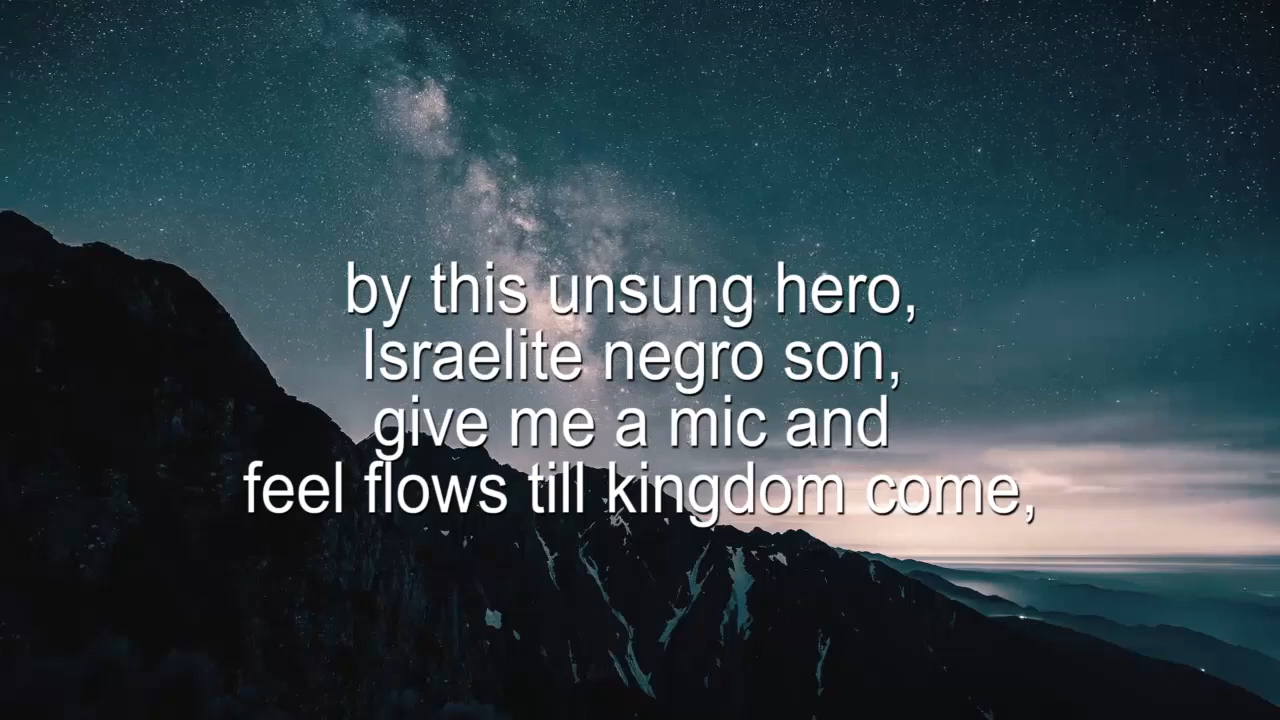 by this unsung hero,
Israelite negro son,
give me a mic and
feel flows till kingdom come,